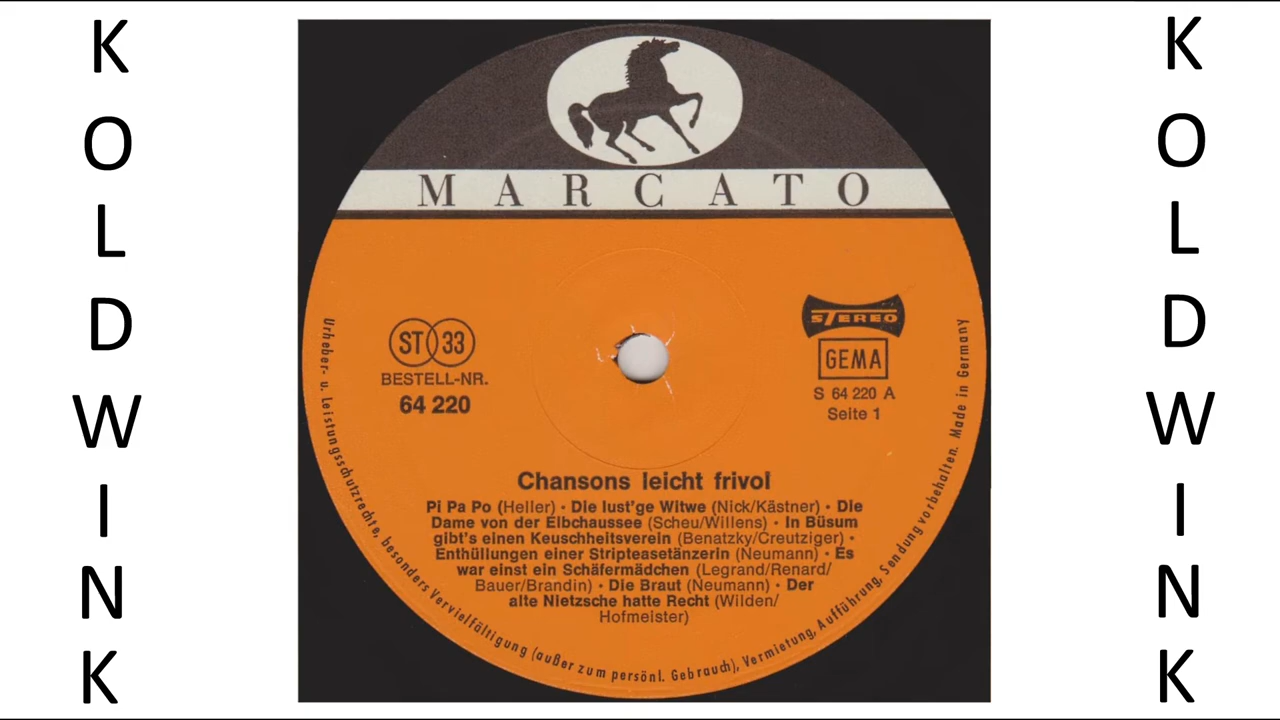 K
O
L
D
W
I
N
K
MARCATO
ST 33
BESTELL-NR.
64 220
STEREO
GEMA
S 64 220 A
Seite 1
Chansons leicht frivol
Pi Pa Po (Heller) · Die lust'ge Witwe (Nick/Kästner) · Die
Dame von der Elbchaussee (Scheu/Willens) · In Büsum
gibt's einen Keuschheitsverein (Benatzky/Creutziger) ·
Enthüllungen einer Stripteasetänzerin (Neumann) · Es
war einst ein Schäfermädchen (Legrand/Renard/
Bauer/Brandin) · Die Braut (Neumann) · Der
alte Nietzsche hatte Recht (Wilden/
Hofmeister)
Urheber- u. Leistungsschutzrechte, besonders Vervielfältigung (außer zum persönl. Gebrauch), Vermietung, Aufführung, Sendung vorbehalten. Made in Germany
K
O
L
D
W
I
N
K